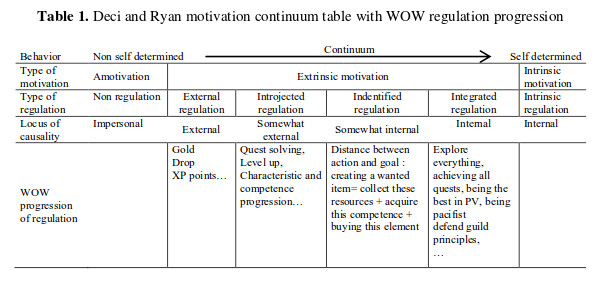 Table 1. Deci and Ryan motivation continuum table with WOW regulation progression
Continuum
Behavior Non self determined Self determined
Type of motivation Amotivation Extrinsic motivation Intrinsic motivation
Type of regulation Non regulation External regulation Introjected regulation Indentified regulation Integrated regulation Intrinsic regulation
Locus of causality Impersonal External Somewhat external Somewhat internal Internal Internal
WOW progression of regulation
Gold
Drop
XP points…
Quest solving,
Level up,
Characteristic and
competence
progression…
Distance between
action and goal :
creating a wanted
item= collect these
resources + acquire
this competence +
buying this element
Explore
everything,
achieving all
quests, being the
best in PV, being
pacifist
defend guild
principles,
…